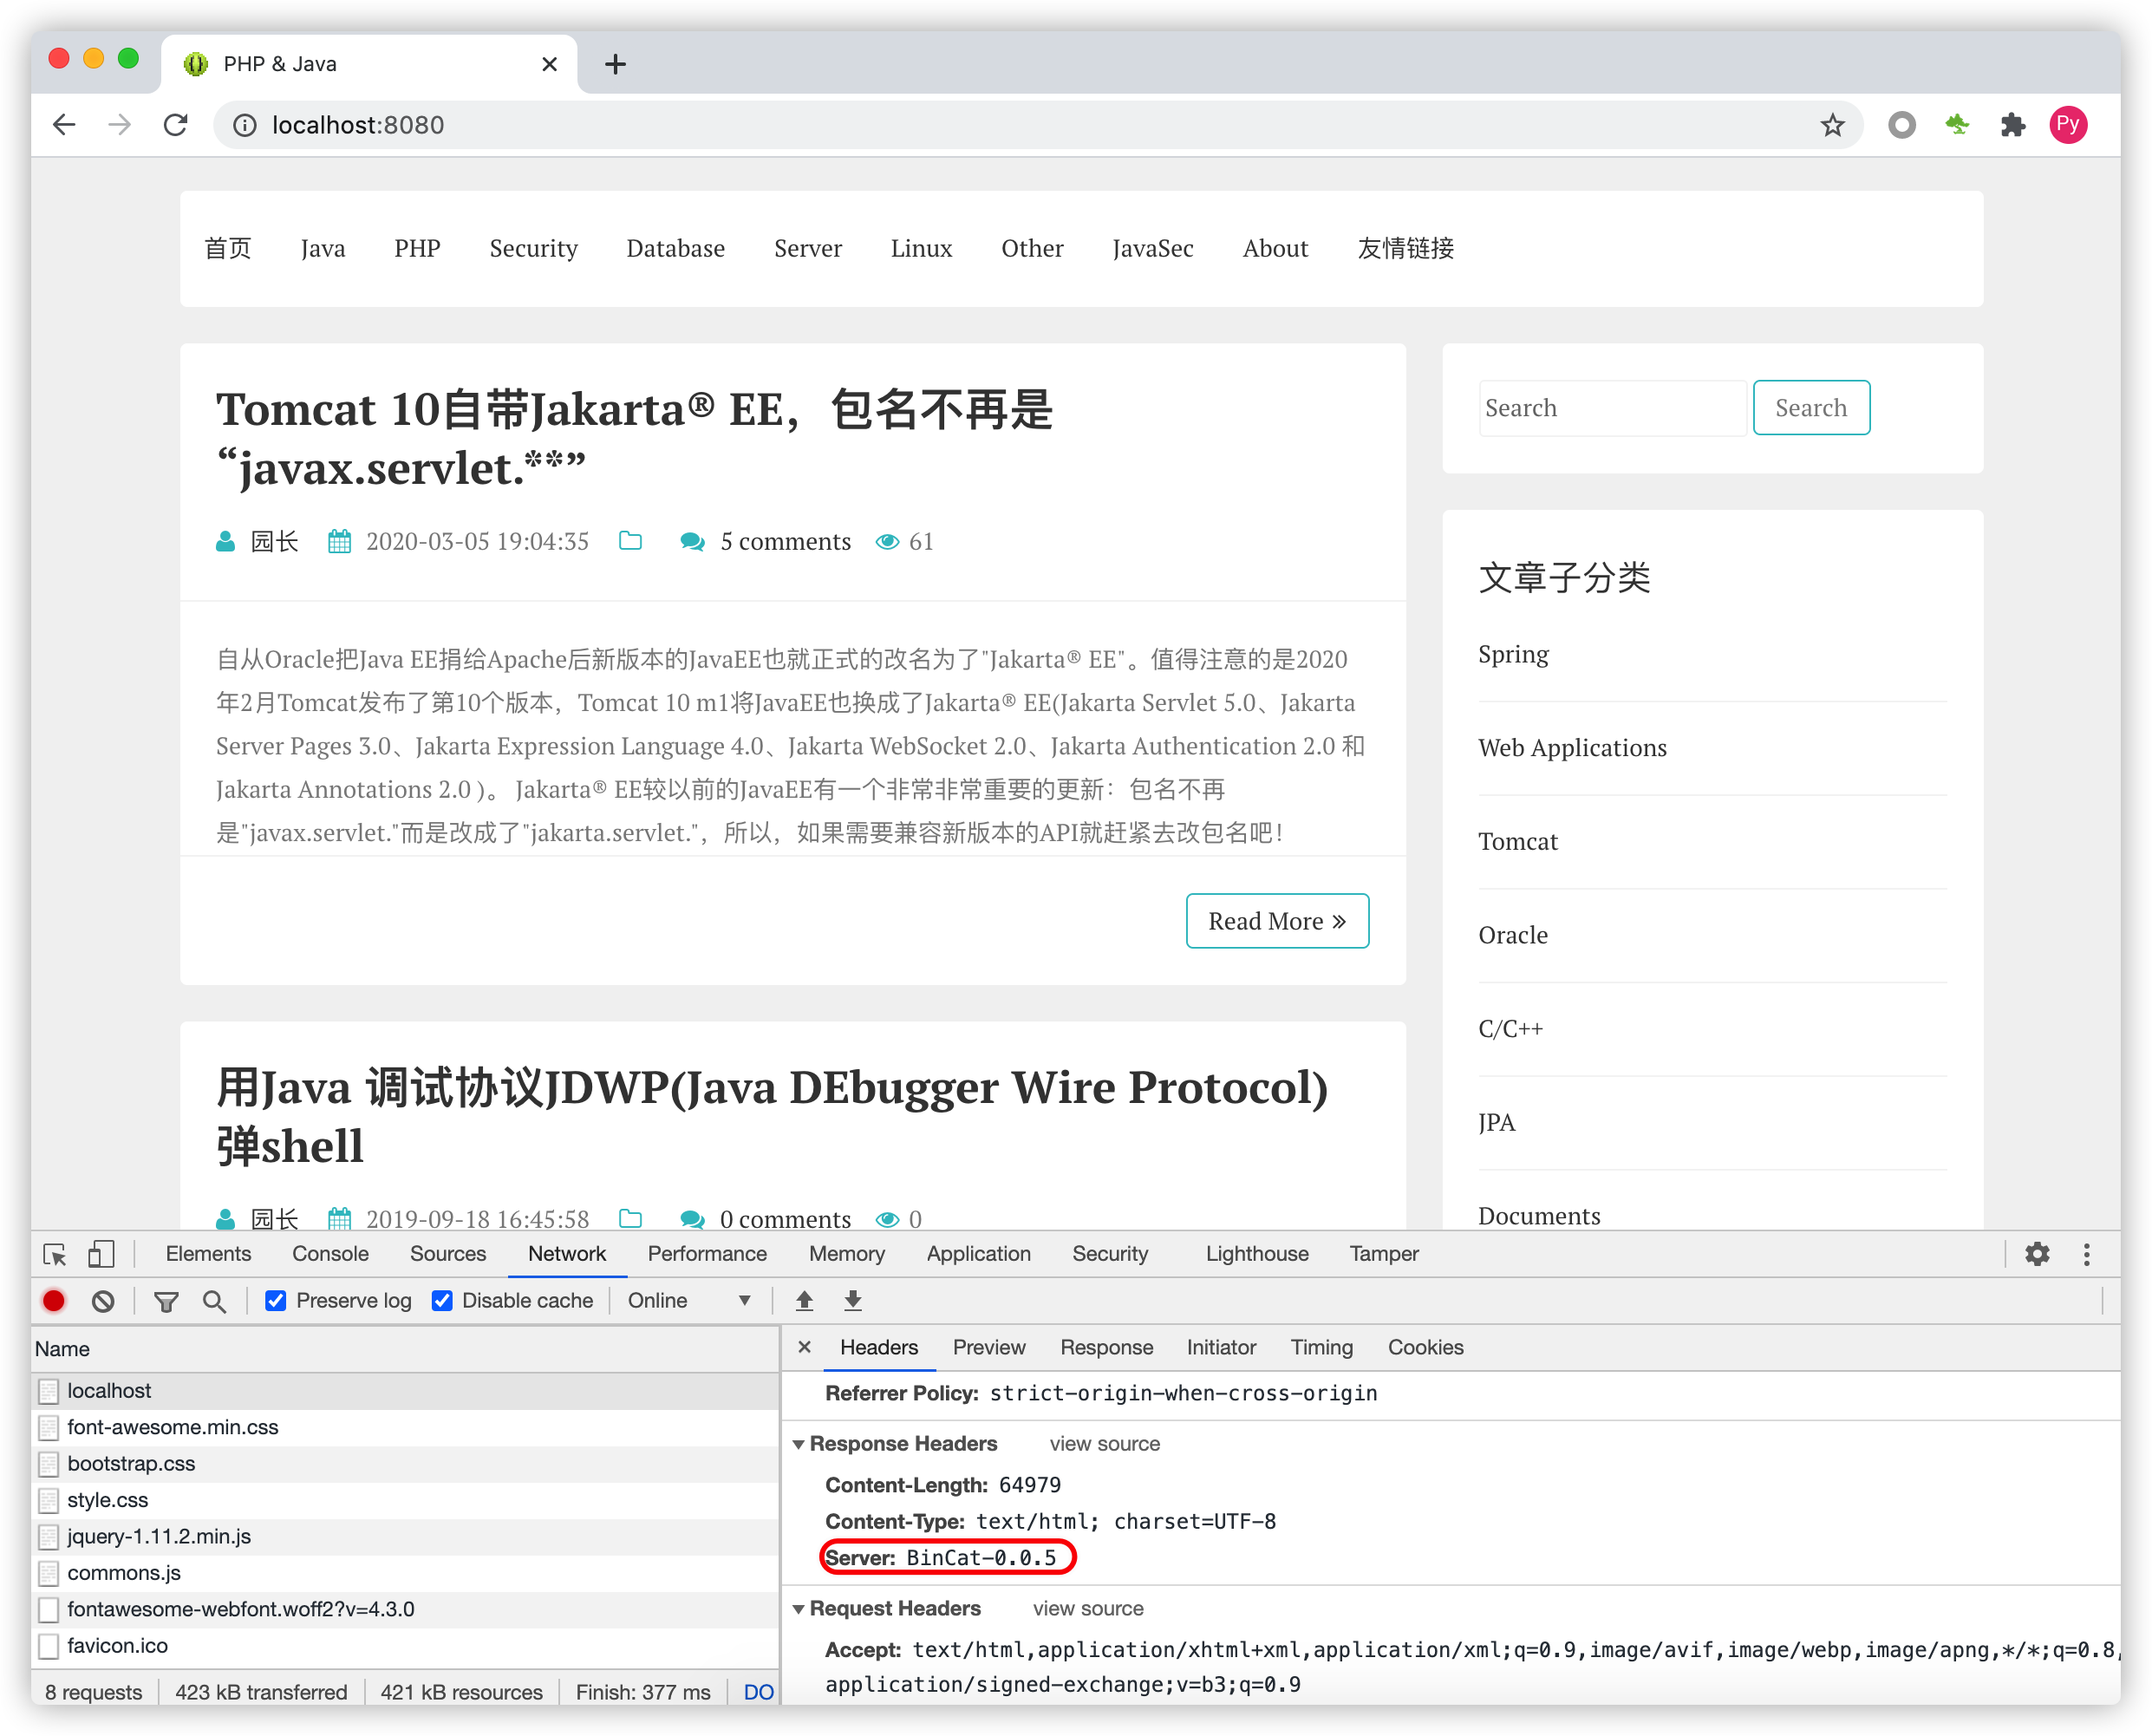 PHP & Java
localhost:8080
Py
首页 Java PHP Security Database Server Linux Other JavaSec About 友情链接
Tomcat 10自带Jakarta® EE，包名不再是
“javax.servlet.**”
园长 2020-03-05 19:04:35 5 comments 61
自从Oracle把Java EE捐给Apache后新版本的JavaEE也就正式的改名为了"Jakarta® EE"。值得注意的是2020
年2月Tomcat发布了第10个版本，Tomcat 10 m1将JavaEE也换成了Jakarta® EE(Jakarta Servlet 5.0、Jakarta
Server Pages 3.0、Jakarta Expression Language 4.0、Jakarta WebSocket 2.0、Jakarta Authentication 2.0 和
Jakarta Annotations 2.0 )。 Jakarta® EE较以前的JavaEE有一个非常非常重要的更新：包名不再
是"javax.servlet."而是改成了"jakarta.servlet."，所以，如果需要兼容新版本的API就赶紧去改包名吧！
Read More »
用Java 调试协议JDWP(Java DEbugger Wire Protocol)
弹shell
园长 2019-09-18 16:45:58 0 comments 0
Search Search
文章子分类
Spring
Web Applications
Tomcat
Oracle
C/C++
JPA
Documents
Elements Console Sources Network Performance Memory Application Security Lighthouse Tamper
Preserve log Disable cache Online
Name
localhost
font-awesome.min.css
bootstrap.css
style.css
jquery-1.11.2.min.js
commons.js
fontawesome-webfont.woff2?v=4.3.0
favicon.ico
8 requests 423 kB transferred 421 kB resources Finish: 377 ms DO
Headers Preview Response Initiator Timing Cookies
Referrer Policy: strict-origin-when-cross-origin
Response Headers view source
Content-Length: 64979
Content-Type: text/html; charset=UTF-8
Server: BinCat-0.0.5
Request Headers view source
Accept: text/html,application/xhtml+xml,application/xml;q=0.9,image/avif,image/webp,image/apng,*/*;q=0.8,
application/signed-exchange;v=b3;q=0.9